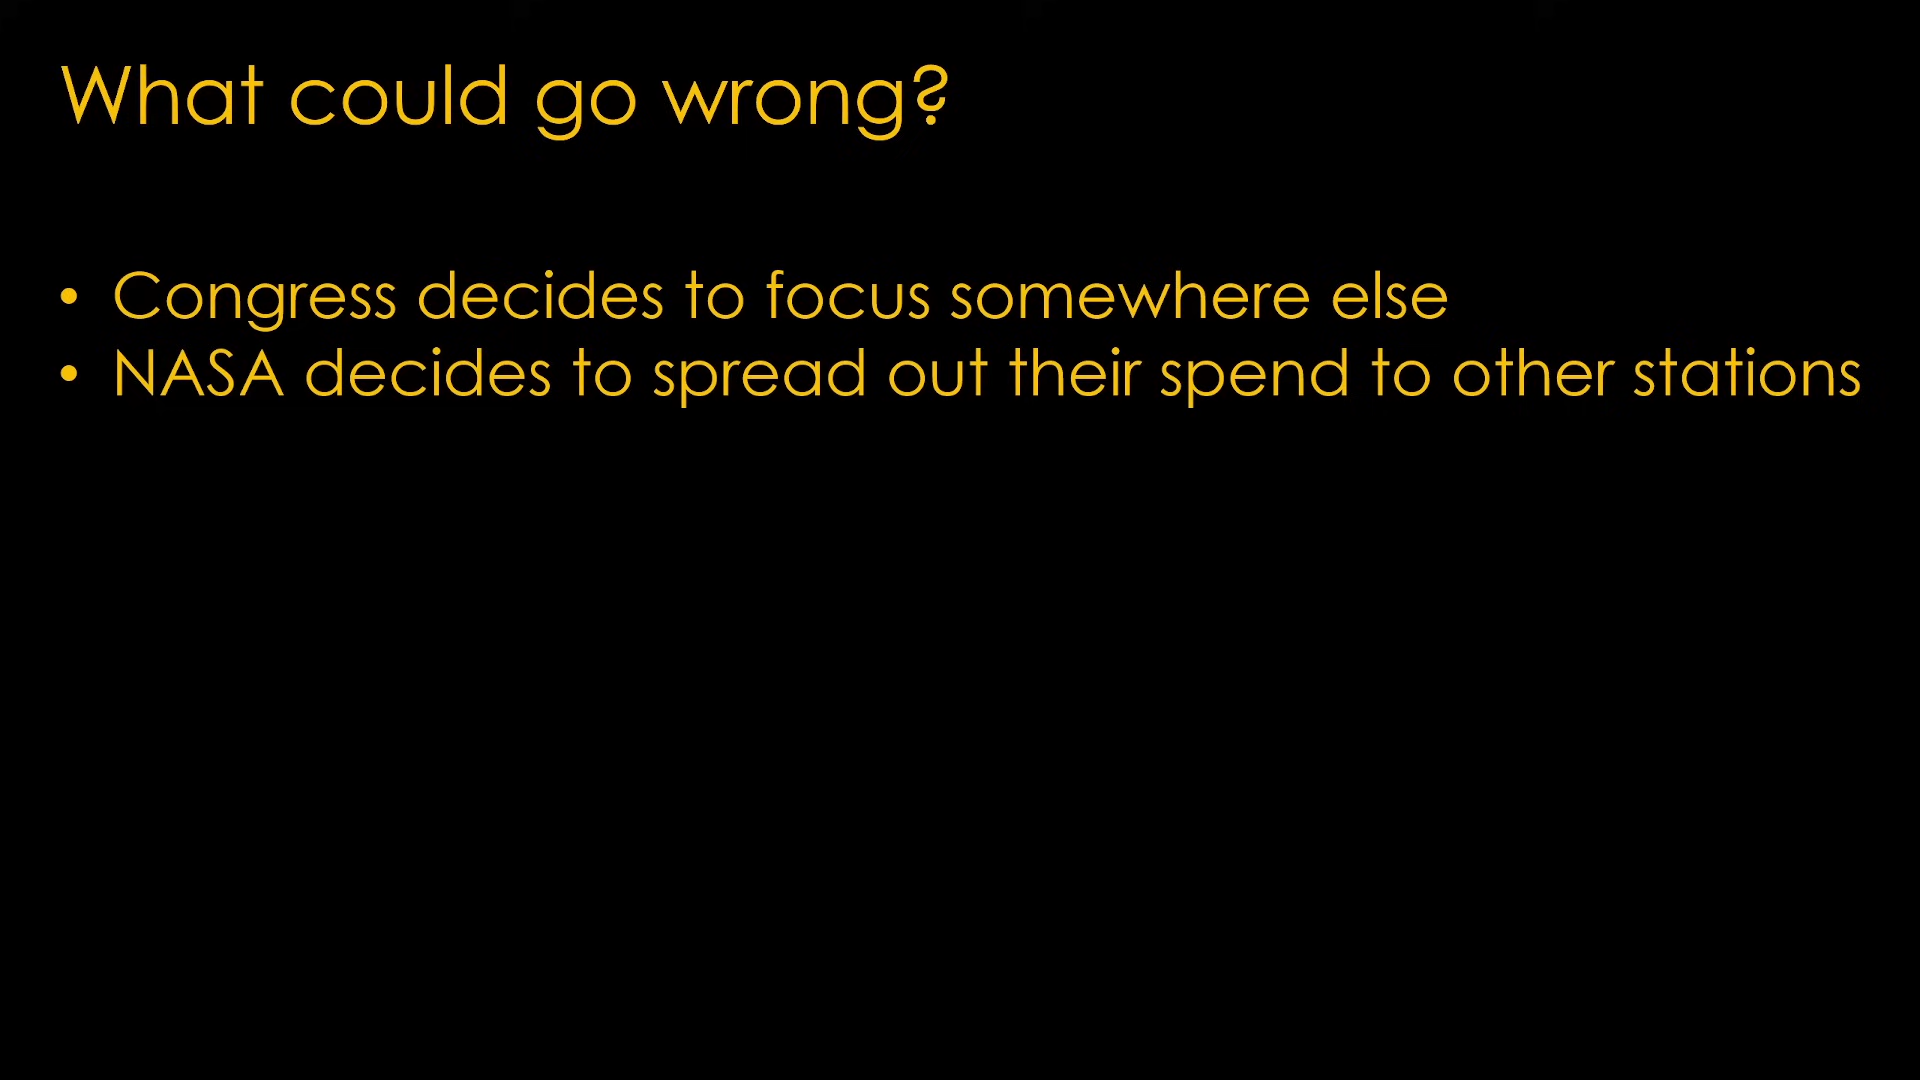 What could go wrong?
• Congress decides to focus somewhere else
• NASA decides to spread out their spend to other stations